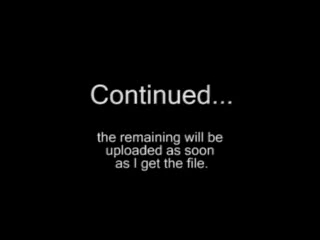 Continued...
the remaining will be
uploaded as soon
as I get the file.